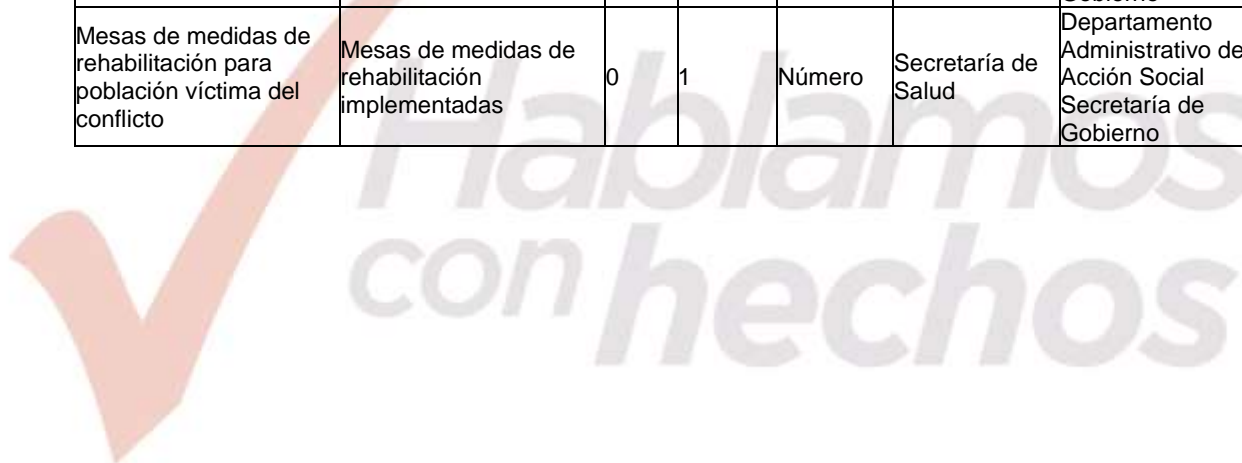 Gobierno
Mesas de medidas de
rehabilitación para
población víctima del
conflicto
Mesas de medidas de
rehabilitación
implementadas
0
1
Número
Secretaría de
Salud
Departamento
Administrativo de
Acción Social
Secretaría de
Gobierno
Hablamos
con hechos